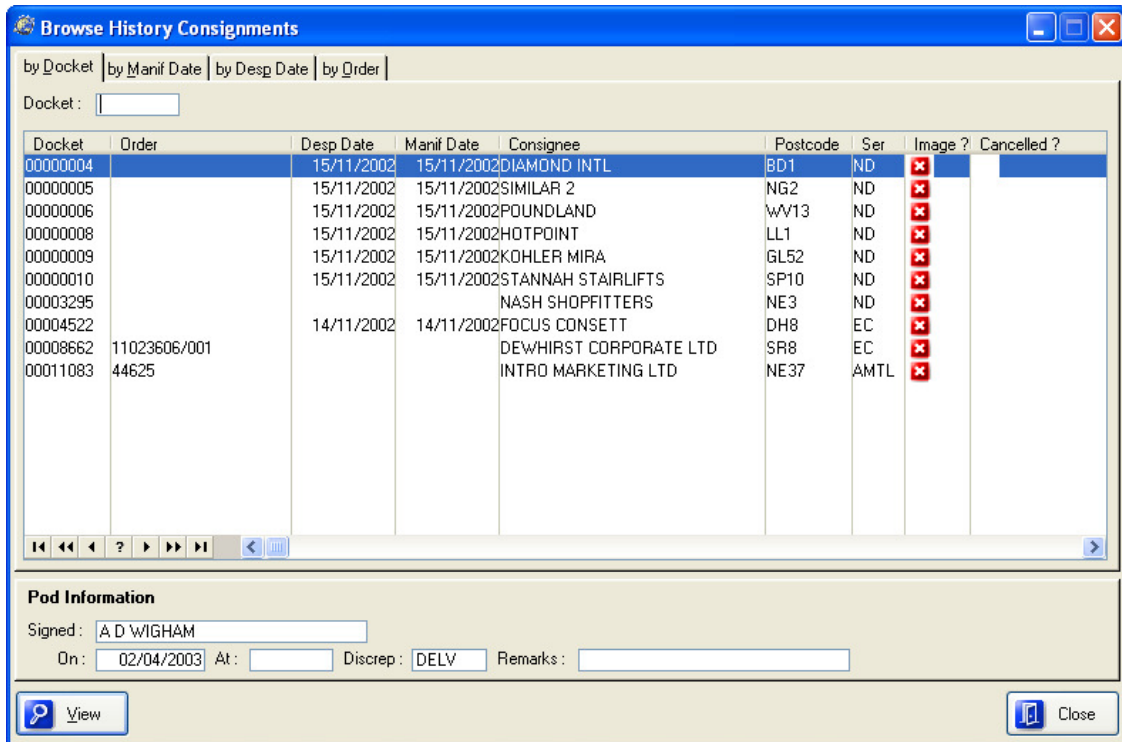 Browse History Consignments
by Docket by Manif Date by Desp Date by Order
Docket :
Docket Order Desp Date Manif Date Consignee Postcode Ser Image ? Cancelled ?
00000004 15/11/2002 15/11/2002 DIAMOND INTL BD1 ND
00000005 15/11/2002 15/11/2002 SIMILAR 2 NG2 ND
00000006 15/11/2002 15/11/2002 POUNDLAND WV13 ND
00000008 15/11/2002 15/11/2002 HOTPOINT LL1 ND
00000009 15/11/2002 15/11/2002 KOHLER MIRA GL52 ND
00000010 15/11/2002 15/11/2002 STANNAH STAIRLIFTS SP10 ND
00003295 NASH SHOPFITTERS NE3 ND
00004522 14/11/2002 14/11/2002 FOCUS CONSETT DH8 EC
00008662 11023606/001 DEWHIRST CORPORATE LTD SR8 EC
00011083 44625 INTRO MARKETING LTD NE37 AMTL
?
Pod Information
Signed : A D WIGHAM
On : 02/04/2003 At : Discrep : DELV Remarks :
View Close